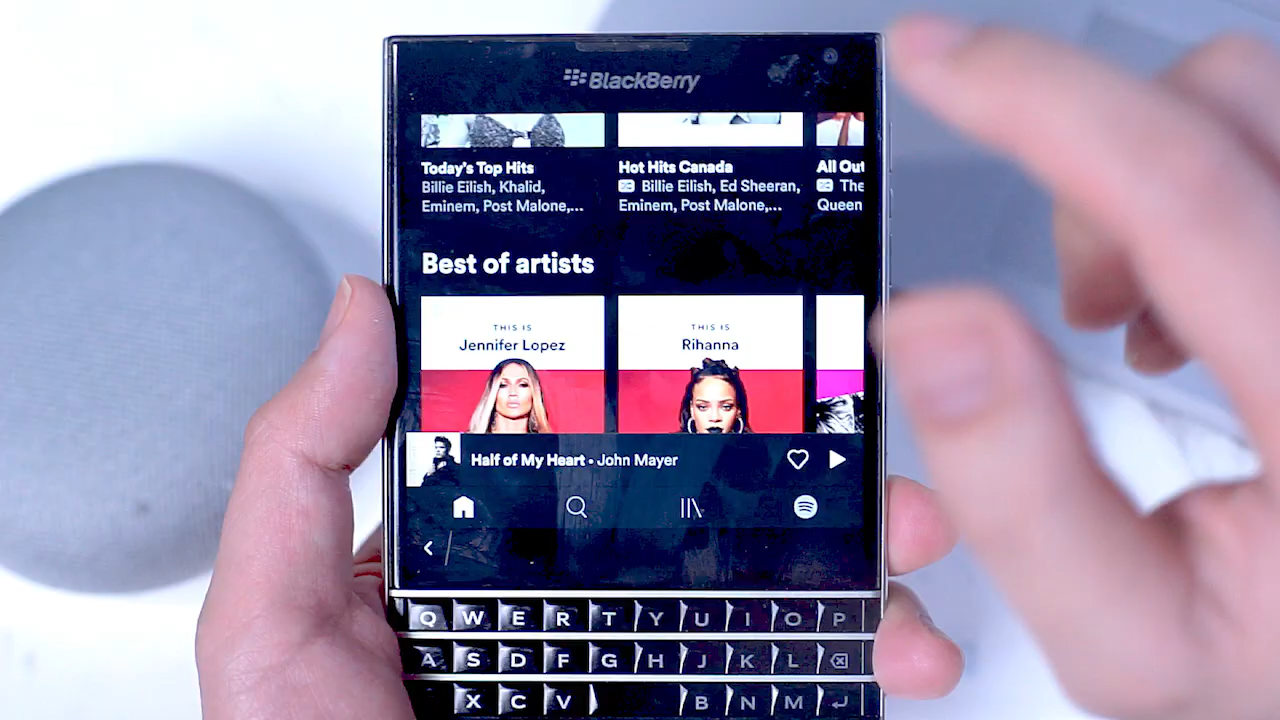 BlackBerry
Today's Top Hits
Billie Eilish, Khalid,
Eminem, Post Malone,...
Hot Hits Canada
Billie Eilish, Ed Sheeran,
Eminem, Post Malone,...
All Out
The
Queen
Best of artists
THIS IS
Jennifer Lopez
THIS IS
Rihanna
Half of My Heart • John Mayer
Q W E R T Y U I O P
A S D F G H J K L
X C V B N M